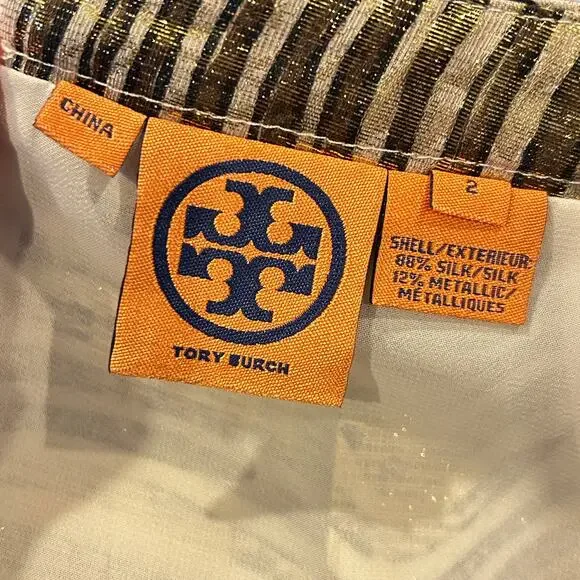 CHINA
TORY BURCH
2
SHELL/EXTERIEUR:
88% SILK/SILK
12% METALLIC/
MÉTALLIQUES